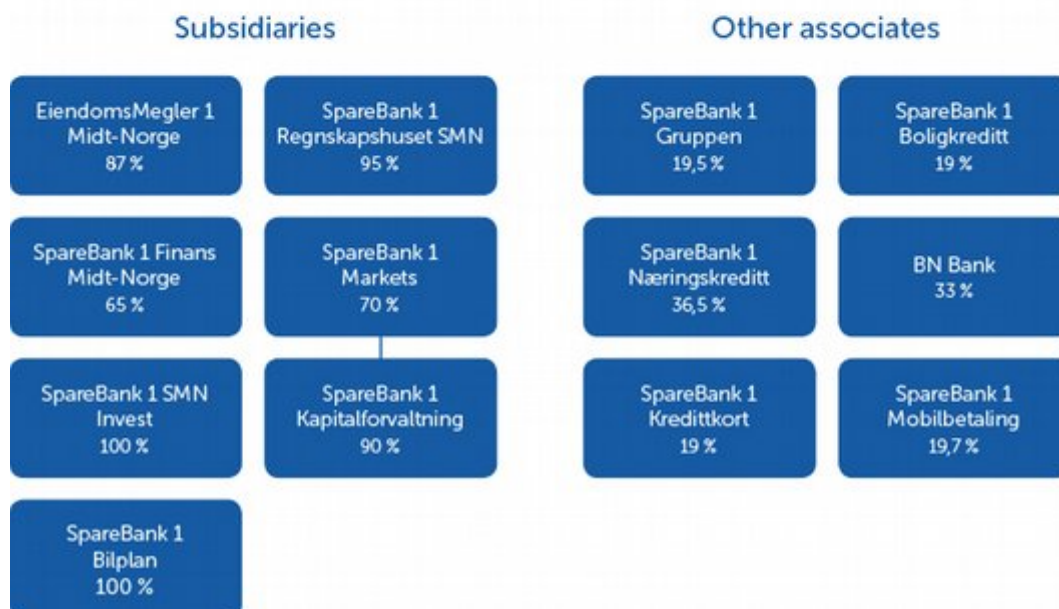 Subsidiaries
EiendomsMegler 1
Midt-Norge
87 %
SpareBank 1
Regnskapshuset SMN
95 %
SpareBank 1 Finans
Midt-Norge
65 %
SpareBank 1
Markets
70 %
SpareBank 1 SMN
Invest
100 %
SpareBank 1
Kapitalforvaltning
90 %
SpareBank 1
Bilplan
100 %
Other associates
SpareBank 1
Gruppen
19,5 %
SpareBank 1
Boligkreditt
19 %
SpareBank 1
Næringskreditt
36,5 %
BN Bank
33 %
SpareBank 1
Kredittkort
19 %
SpareBank 1
Mobilbetaling
19,7 %